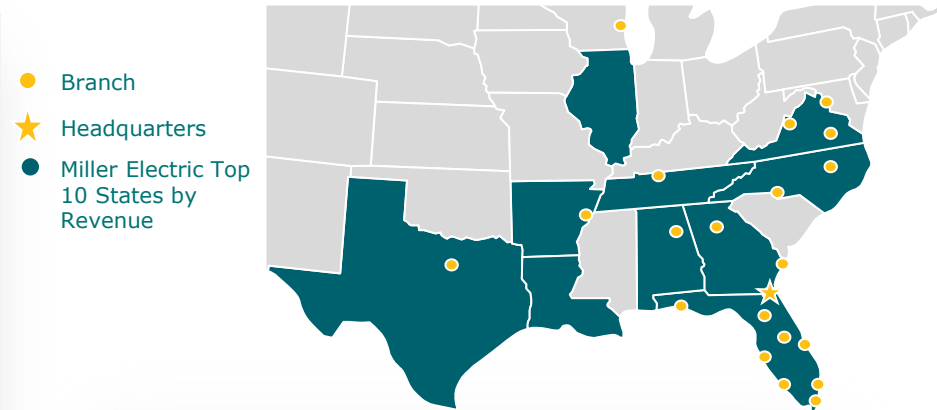 Branch
Headquarters
Miller Electric Top
10 States by
Revenue